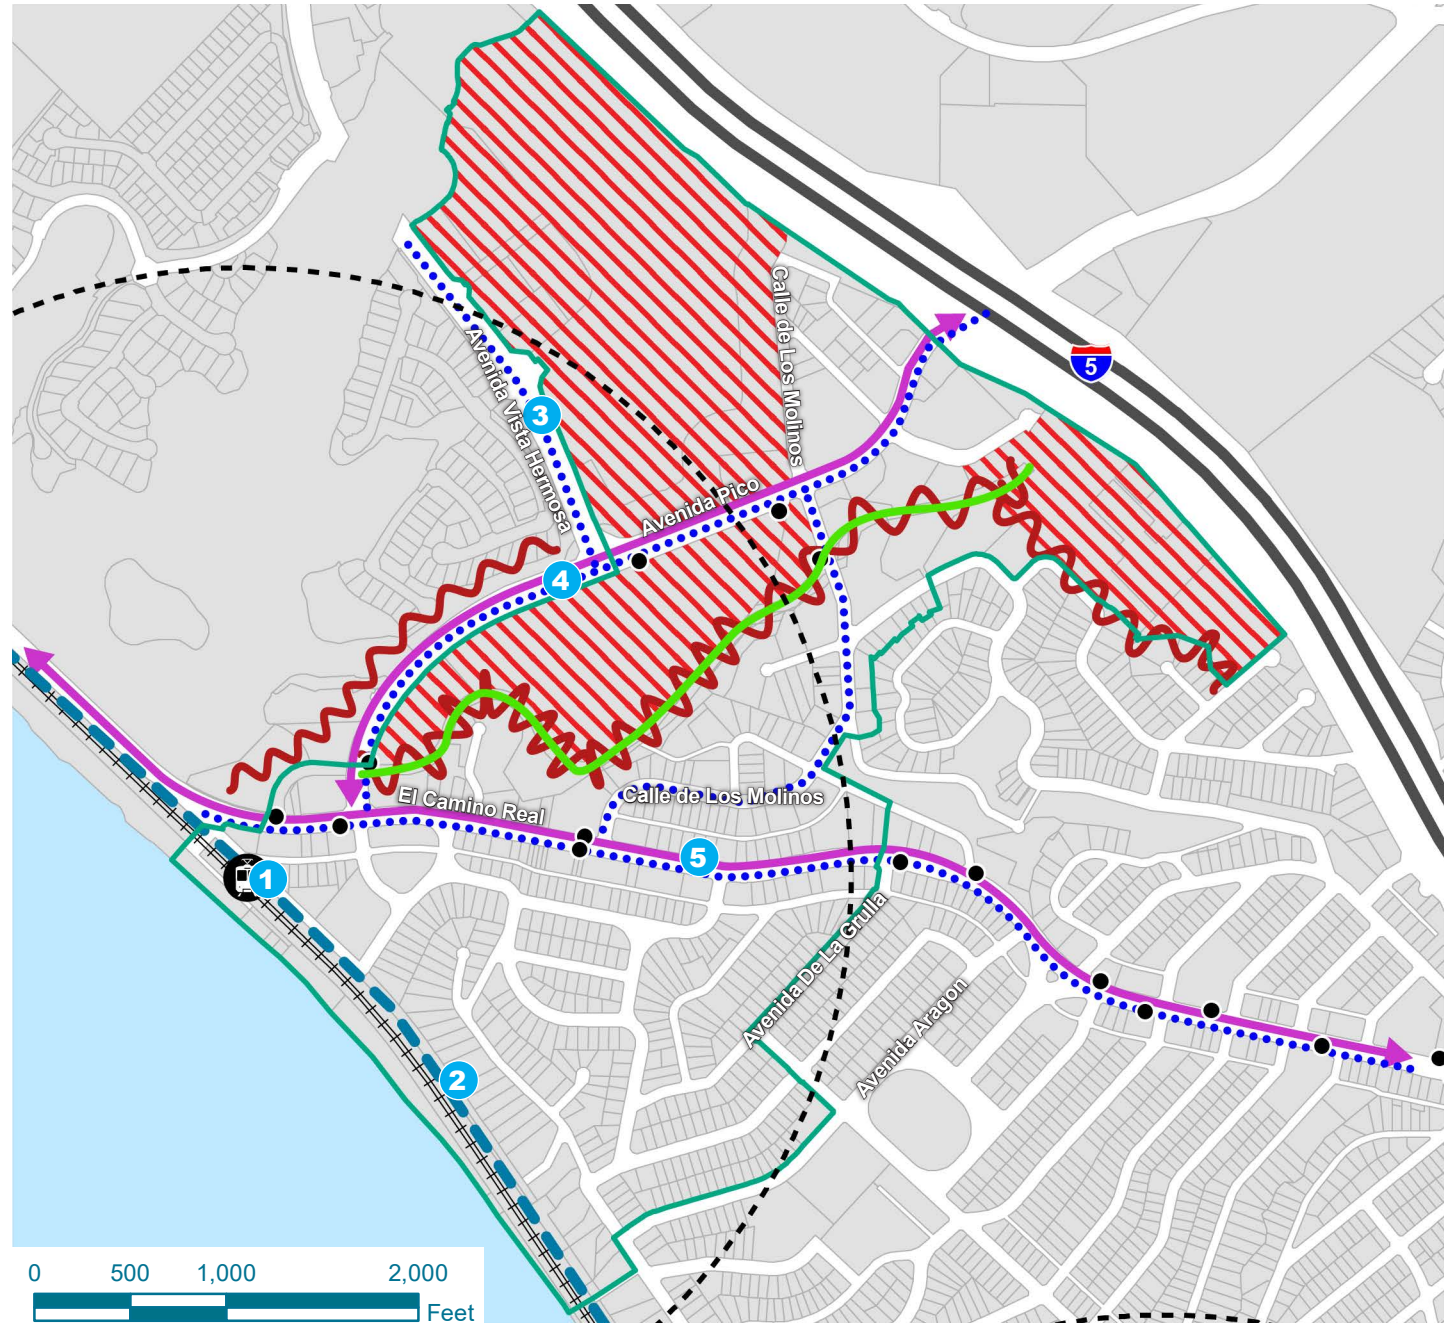 5
Calle de Los Molinos
Avenida Vista Hermosa
3
Avenida Pico
4
El Camino Real
Calle de Los Molinos
5
1
Avenida De La Grulla
Avenida Aragon
2
0 500 1,000 2,000
Feet